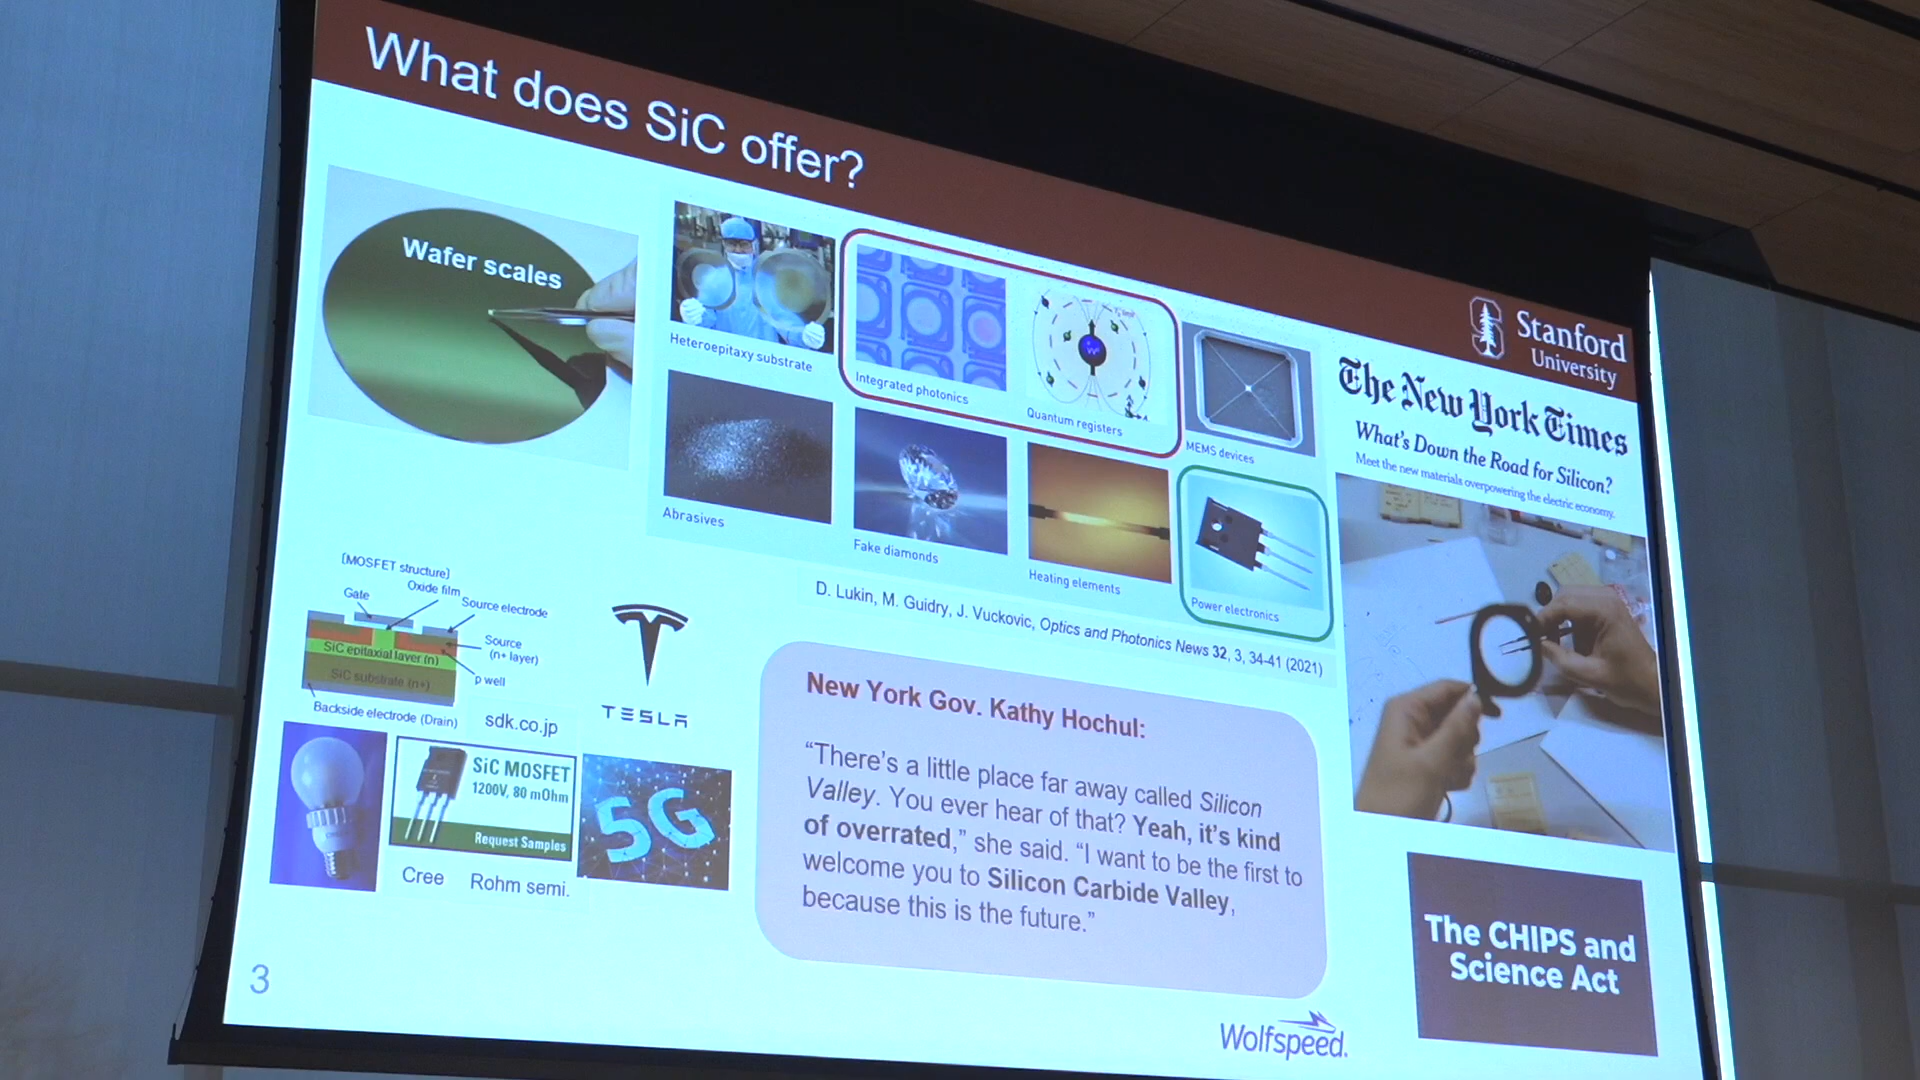 What does SiC offer?
Stanford
University
Wafer scales
Heteroepitaxy substrate
Integrated photonics
Quantum registers
MEMS devices
Abrasives
Fake diamonds
Heating elements
Power electronics
D. Lukin, M. Guidry, J. Vuckovic, Optics and Photonics News 32, 3, 34-41 (2021)
The New York Times
What's Down the Road for Silicon?
Meet the new materials overpowering the electric economy.
[MOSFET structure]
Gate
Oxide film
Source electrode
Source
(n+ layer)
SiC epitaxial layer (n)
p well
SiC substrate (n+)
Backside electrode (Drain)
sdk.co.jp
TESLA
SiC MOSFET
1200V, 80 mOhm
Request Samples
5G
Cree
Rohm semi.
New York Gov. Kathy Hochul:
“There's a little place far away called Silicon
Valley. You ever hear of that? Yeah, it's kind
of overrated,” she said. “I want to be the first to
welcome you to Silicon Carbide Valley,
because this is the future.”
The CHIPS and
Science Act
3
Wolfspeed.